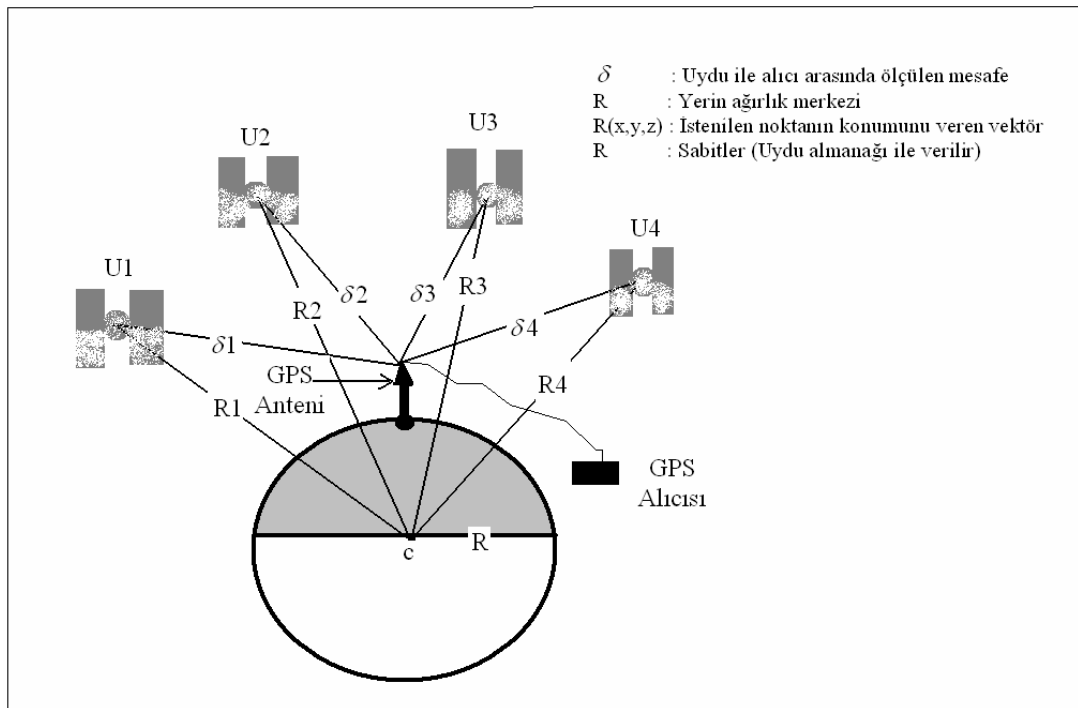 δ : Uydu ile alıcı arasında ölçülen mesafe
R : Yerin ağırlık merkezi
R(x,y,z) : İstenilen noktanın konumunu veren vektör
R : Sabitler (Uydu almanağı ile verilir)
U1
U2
U3
U4
δ1
δ2
δ3
δ4
R1
R2
R3
R4
GPS
Anteni
GPS
Alıcısı
R
c